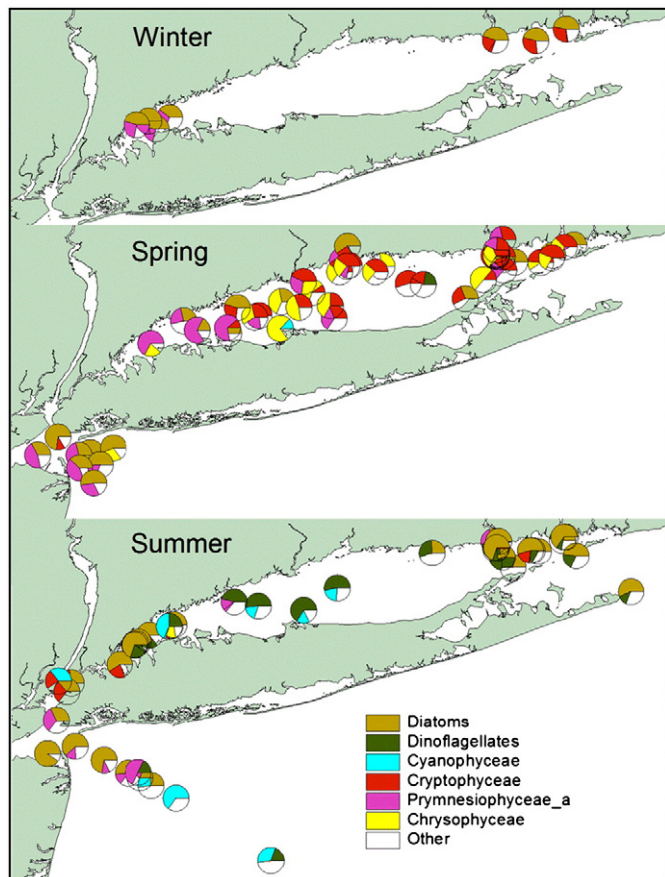 Winter
Spring
Summer
Diatoms
Dinoflagellates
Cyanophyceae
Cryptophyceae
Prymnesiophyceae_a
Chrysophyceae
Other